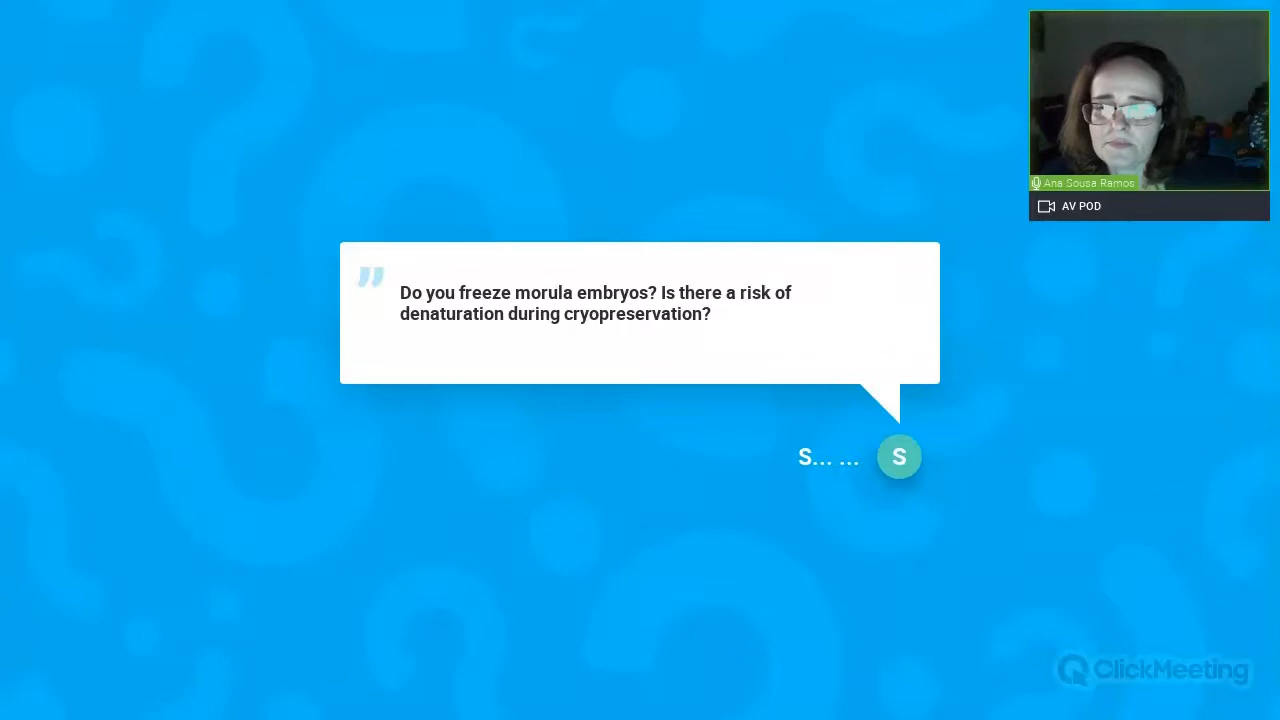 Ana Sousa Ramos
AV POD
Do you freeze morula embryos? Is there a risk of
denaturation during cryopreservation?
S... ...
S
ClickMeeting